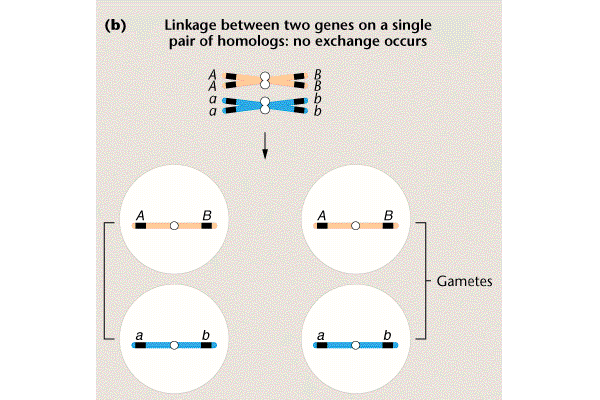 (b) Linkage between two genes on a single
pair of homologs: no exchange occurs
A B
A B
a b
a b
A B A B
Gametes
a b a b